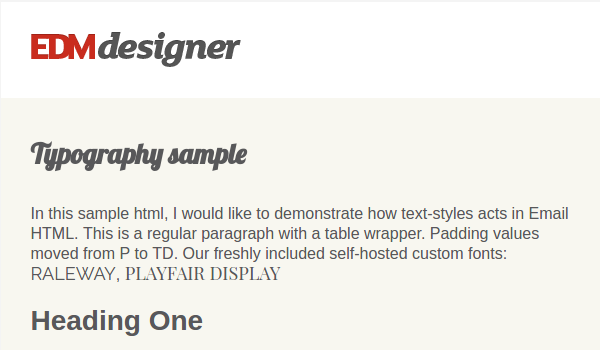 EDMdesigner
Typography sample
In this sample html, I would like to demonstrate how text-styles acts in Email
HTML. This is a regular paragraph with a table wrapper. Padding values
moved from P to TD. Our freshly included self-hosted custom fonts:
RALEWAY, PLAYFAIR DISPLAY
Heading One